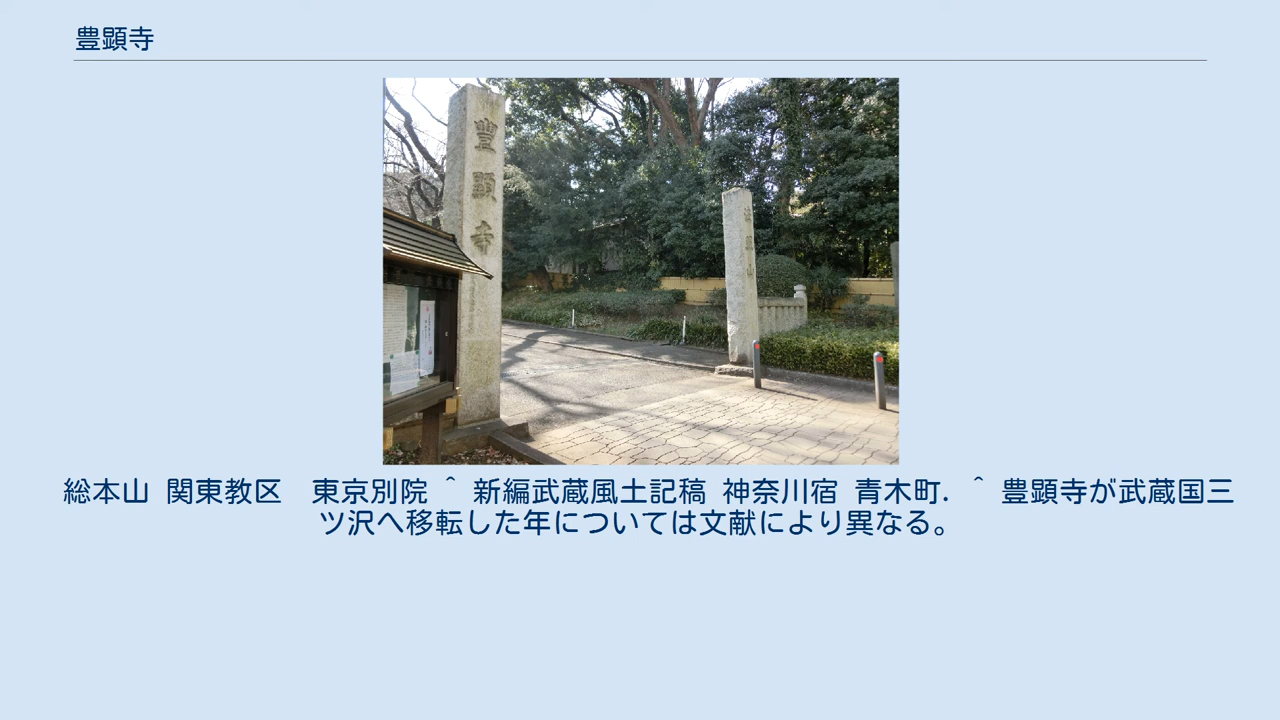 豊顕寺
豊顕寺
総本山 関東教区　東京別院 ^ 新編武蔵風土記稿 神奈川宿 青木町. ^ 豊顕寺が武蔵国三
ツ沢へ移転した年については文献により異なる。